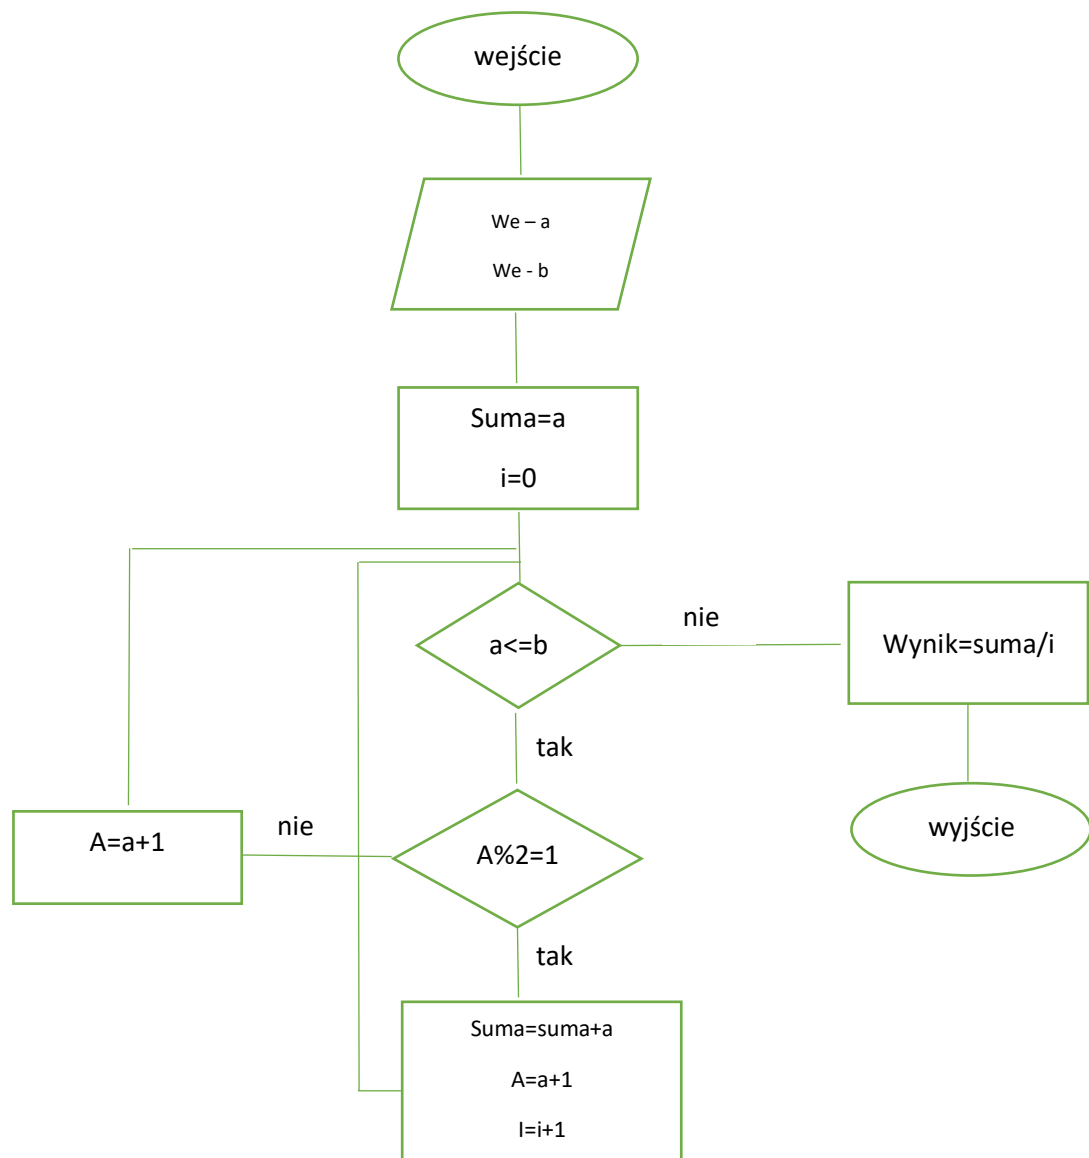 wejście
We – a
We - b
Suma=a
i=0
a<=b
nie
Wynik=suma/i
tak
A=a+1
nie
A%2=1
wyjście
tak
Suma=suma+a
A=a+1
I=i+1